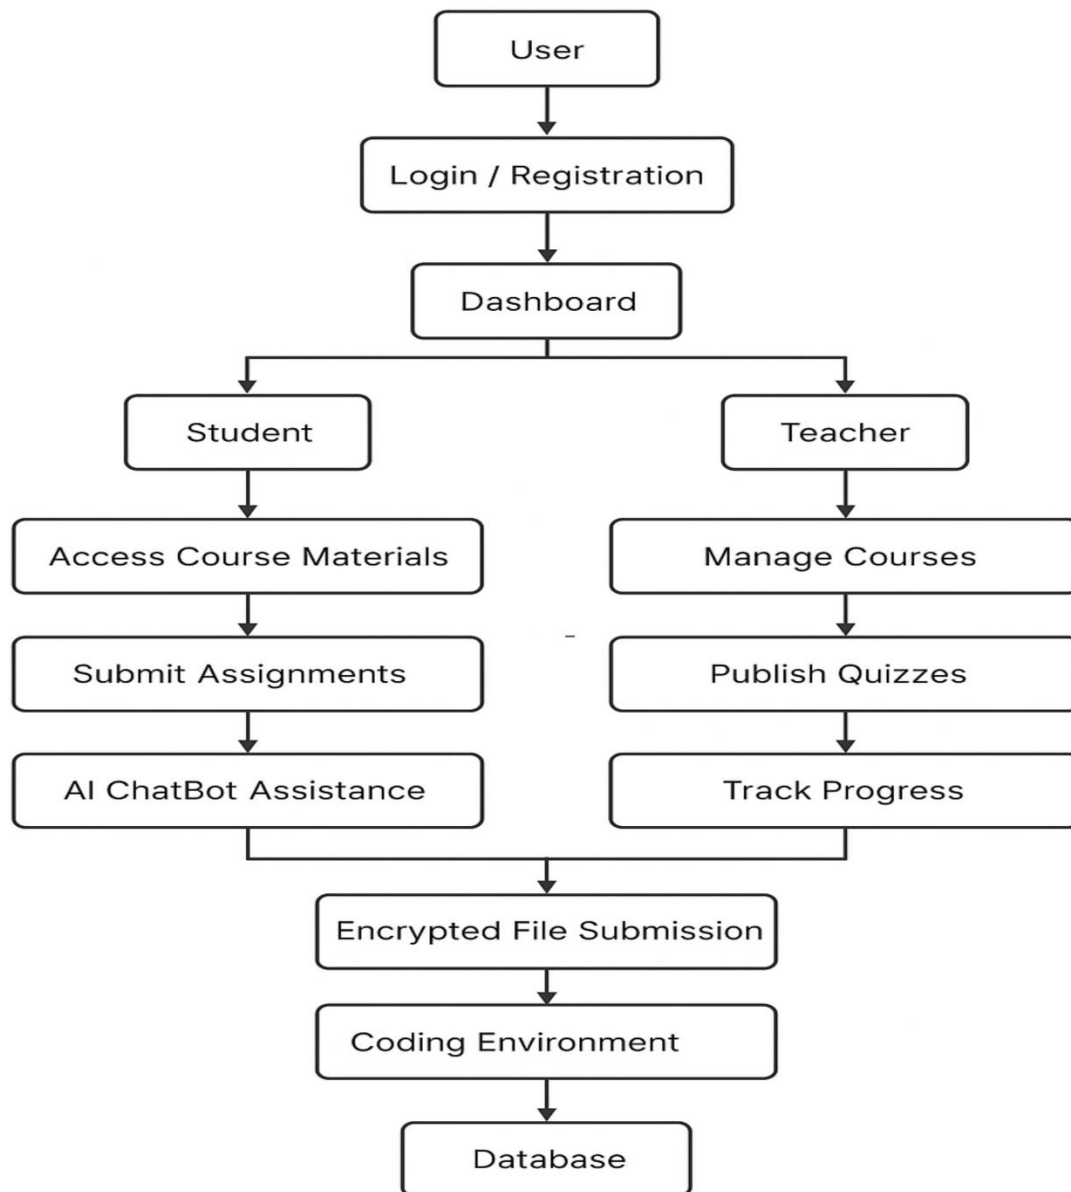 User
Login / Registration
Dashboard
Student
Teacher
Access Course Materials
Manage Courses
Submit Assignments
Publish Quizzes
AI ChatBot Assistance
Track Progress
Encrypted File Submission
Coding Environment
Database